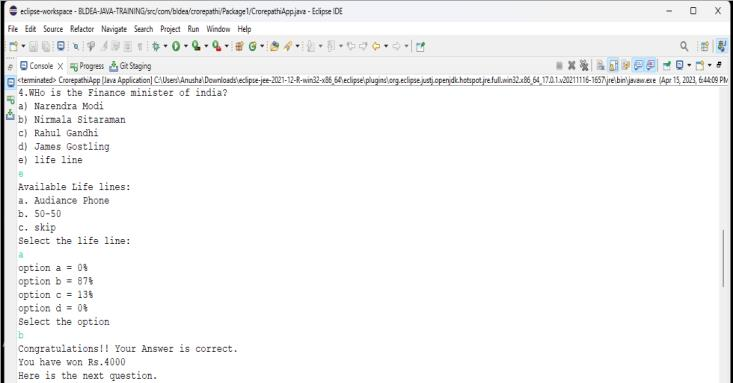 eclipse-workspace - BLDEA-JAVA-TRAINING/src/com/bldea/crorepathi/Package1/CrorepathiApp.java - Eclipse IDE
File Edit Source Refactor Navigate Search Project Run Window Help
Console Progress Git Staging
<terminated> CrorepathiApp [Java Application] C:\Users\Anusha\Downloads\eclipse-jee-2021-12-R-win32-x86_64\eclipse\plugins\org.eclipse.justj.openjdk.hotspot.jre.full.win32.x86_64_17.0.1.v20211116-1657\jre\bin\javaw.exe (Apr 15, 2023, 6:44:09 PM
4.WHo is the Finance minister of india?
a) Narendra Modi
b) Nirmala Sitaraman
c) Rahul Gandhi
d) James Gostling
e) life line
e
Available Life lines:
a. Audiance Phone
b. 50-50
c. skip
Select the life line:
a
option a = 0%
option b = 87%
option c = 13%
option d = 0%
Select the option
b
Congratulations!! Your Answer is correct.
You have won Rs.4000
Here is the next question.